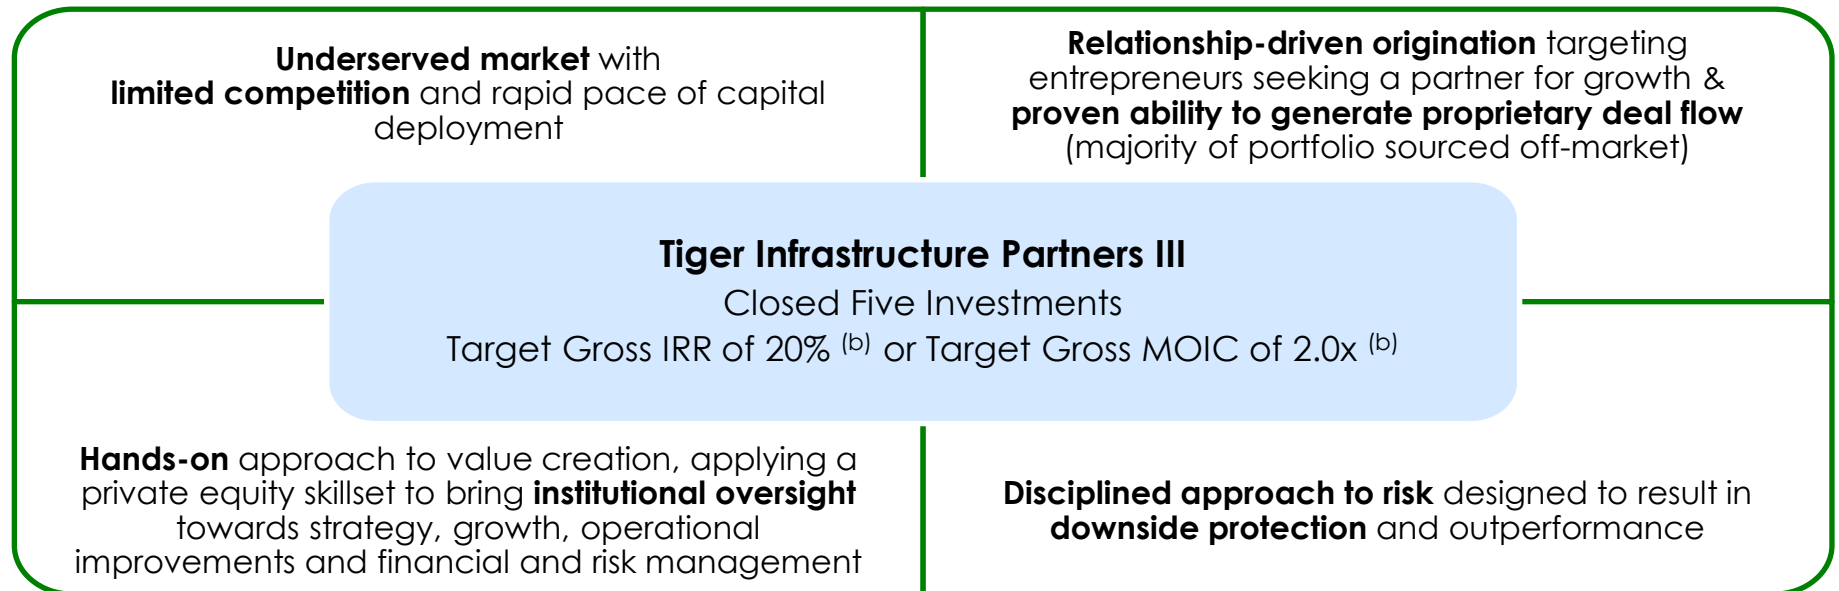 Underserved market with
limited competition and rapid pace of capital
deployment
Relationship-driven origination targeting
entrepreneurs seeking a partner for growth &
proven ability to generate proprietary deal flow
(majority of portfolio sourced off-market)
Tiger Infrastructure Partners III
Closed Five Investments
Target Gross IRR of 20% (b) or Target Gross MOIC of 2.0x (b)
Hands-on approach to value creation, applying a
private equity skillset to bring institutional oversight
towards strategy, growth, operational
improvements and financial and risk management
Disciplined approach to risk designed to result in
downside protection and outperformance